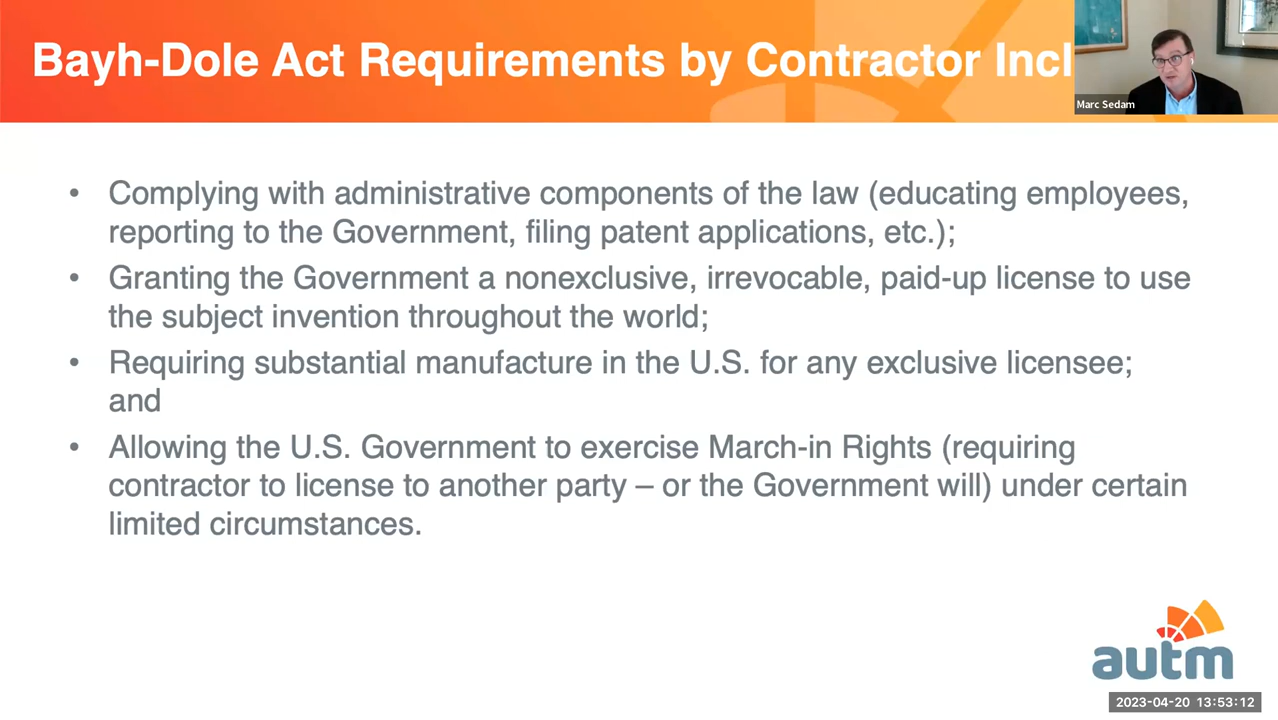 Bayh-Dole Act Requirements by Contractor Incl
Marc Sedam
• Complying with administrative components of the law (educating employees,
reporting to the Government, filing patent applications, etc.);
• Granting the Government a nonexclusive, irrevocable, paid-up license to use
the subject invention throughout the world;
• Requiring substantial manufacture in the U.S. for any exclusive licensee;
and
• Allowing the U.S. Government to exercise March-in Rights (requiring
contractor to license to another party – or the Government will) under certain
limited circumstances.
autm
2023-04-20 13:53:12